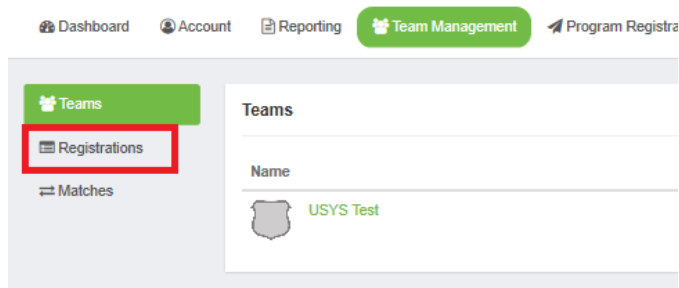 Dashboard Account Reporting Team Management Program Registra
Teams
Registrations
Matches
Teams
Name
USYS Test